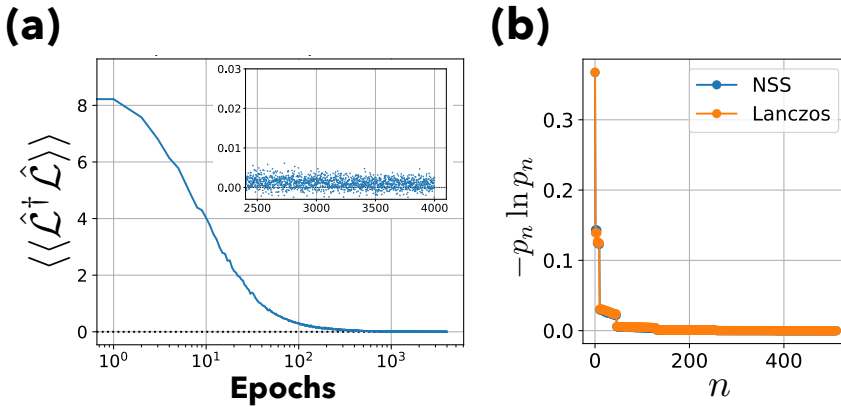 (a)
⟨⟨ℒ̂†ℒ̂⟩⟩
8
6
4
2
0
0.03
0.02
0.01
0.00
2500 3000 3500 4000
10⁰ 10¹ 10² 10³
Epochs
(b)
−pₙ ln pₙ
0.3
0.2
0.1
0.0
NSS
Lanczos
0 200 400
n